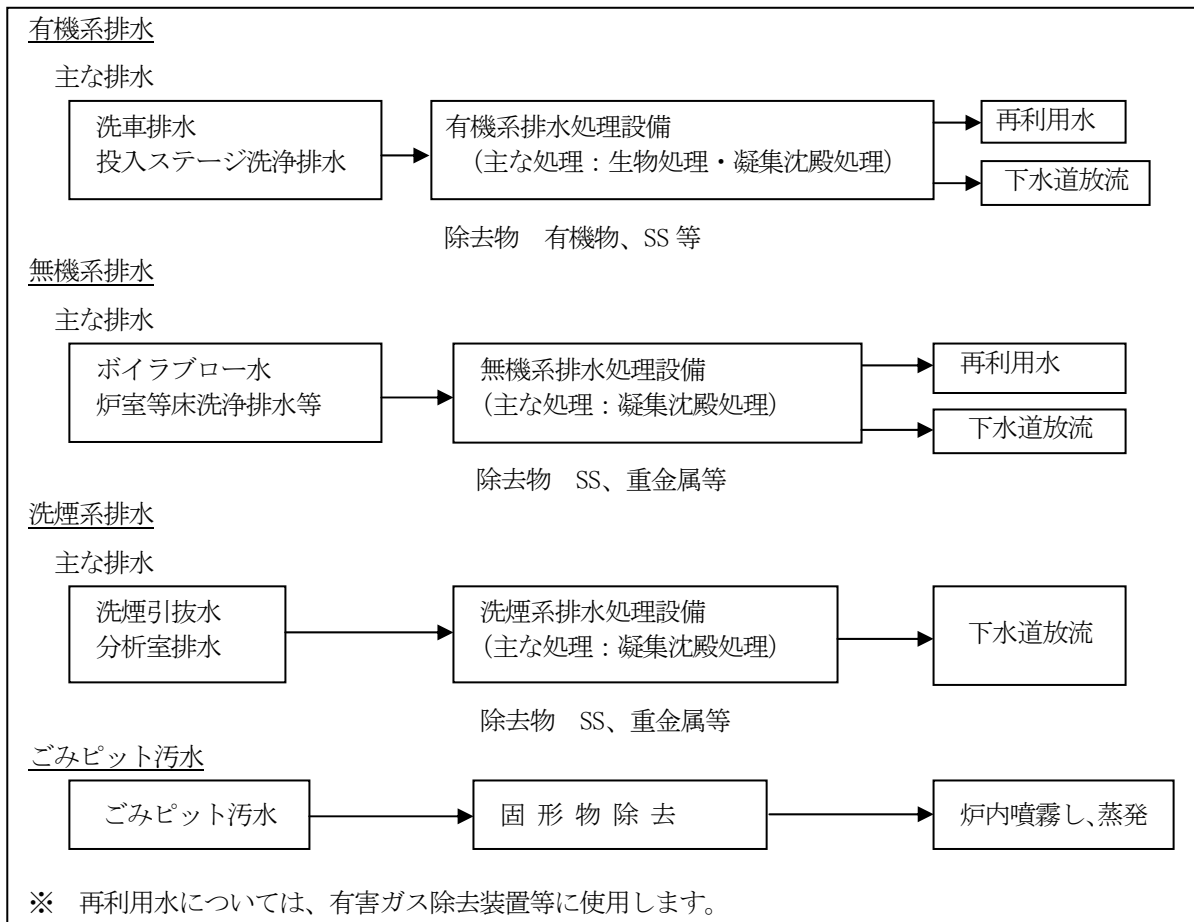 有機系排水
主な排水
洗車排水
投入ステージ洗浄排水
有機系排水処理設備
(主な処理：生物処理・凝集沈殿処理)
再利用水
下水道放流
除去物　有機物、SS 等
無機系排水
主な排水
ボイラブロー水
炉室等床洗浄排水等
無機系排水処理設備
(主な処理：凝集沈殿処理)
再利用水
下水道放流
除去物　SS、重金属等
洗煙系排水
主な排水
洗煙引抜水
分析室排水
洗煙系排水処理設備
(主な処理：凝集沈殿処理)
下水道放流
除去物　SS、重金属等
ごみピット汚水
ごみピット汚水
固 形 物 除 去
炉内噴霧し、蒸発
※　再利用水については、有害ガス除去装置等に使用します。